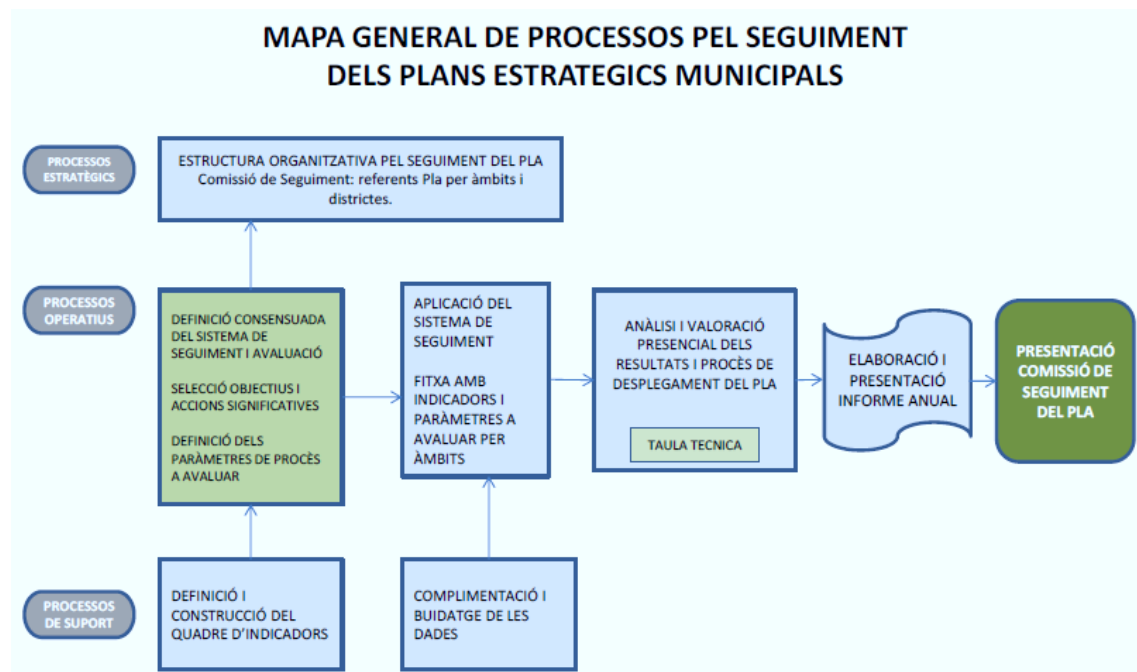 MAPA GENERAL DE PROCESSOS PEL SEGUIMENT
DELS PLANS ESTRATEGICS MUNICIPALS
PROCESSOS
ESTRATÈGICS
ESTRUCTURA ORGANITZATIVA PEL SEGUIMENT DEL PLA
Comissió de Seguiment: referents Pla per àmbits i
districtes.
PROCESSOS
OPERATIUS
DEFINICIÓ CONSENSUADA
DEL SISTEMA DE
SEGUIMENT I AVALUACIÓ
SELECCIÓ OBJECTIUS I
ACCIONS SIGNIFICATIVES
DEFINICIÓ DELS
PARÀMETRES DE PROCÈS
A AVALUAR
APLICACIÓ DEL
SISTEMA DE
SEGUIMENT
FITXA AMB
INDICADORS I
PARÀMETRES A
AVALUAR PER
ÀMBITS
ANÀLISI I VALORACIÓ
PRESENCIAL DELS
RESULTATS I PROCÈS DE
DESPLEGAMENT DEL PLA
TAULA TECNICA
ELABORACIÓ I
PRESENTACIÓ
INFORME ANUAL
PRESENTACIÓ
COMISSIÓ DE
SEGUIMENT
DEL PLA
PROCESSOS
DE SUPORT
DEFINICIÓ I
CONSTRUCCIÓ DEL
QUADRE D'INDICADORS
COMPLIMENTACIÓ I
BUIDATGE DE LES
DADES